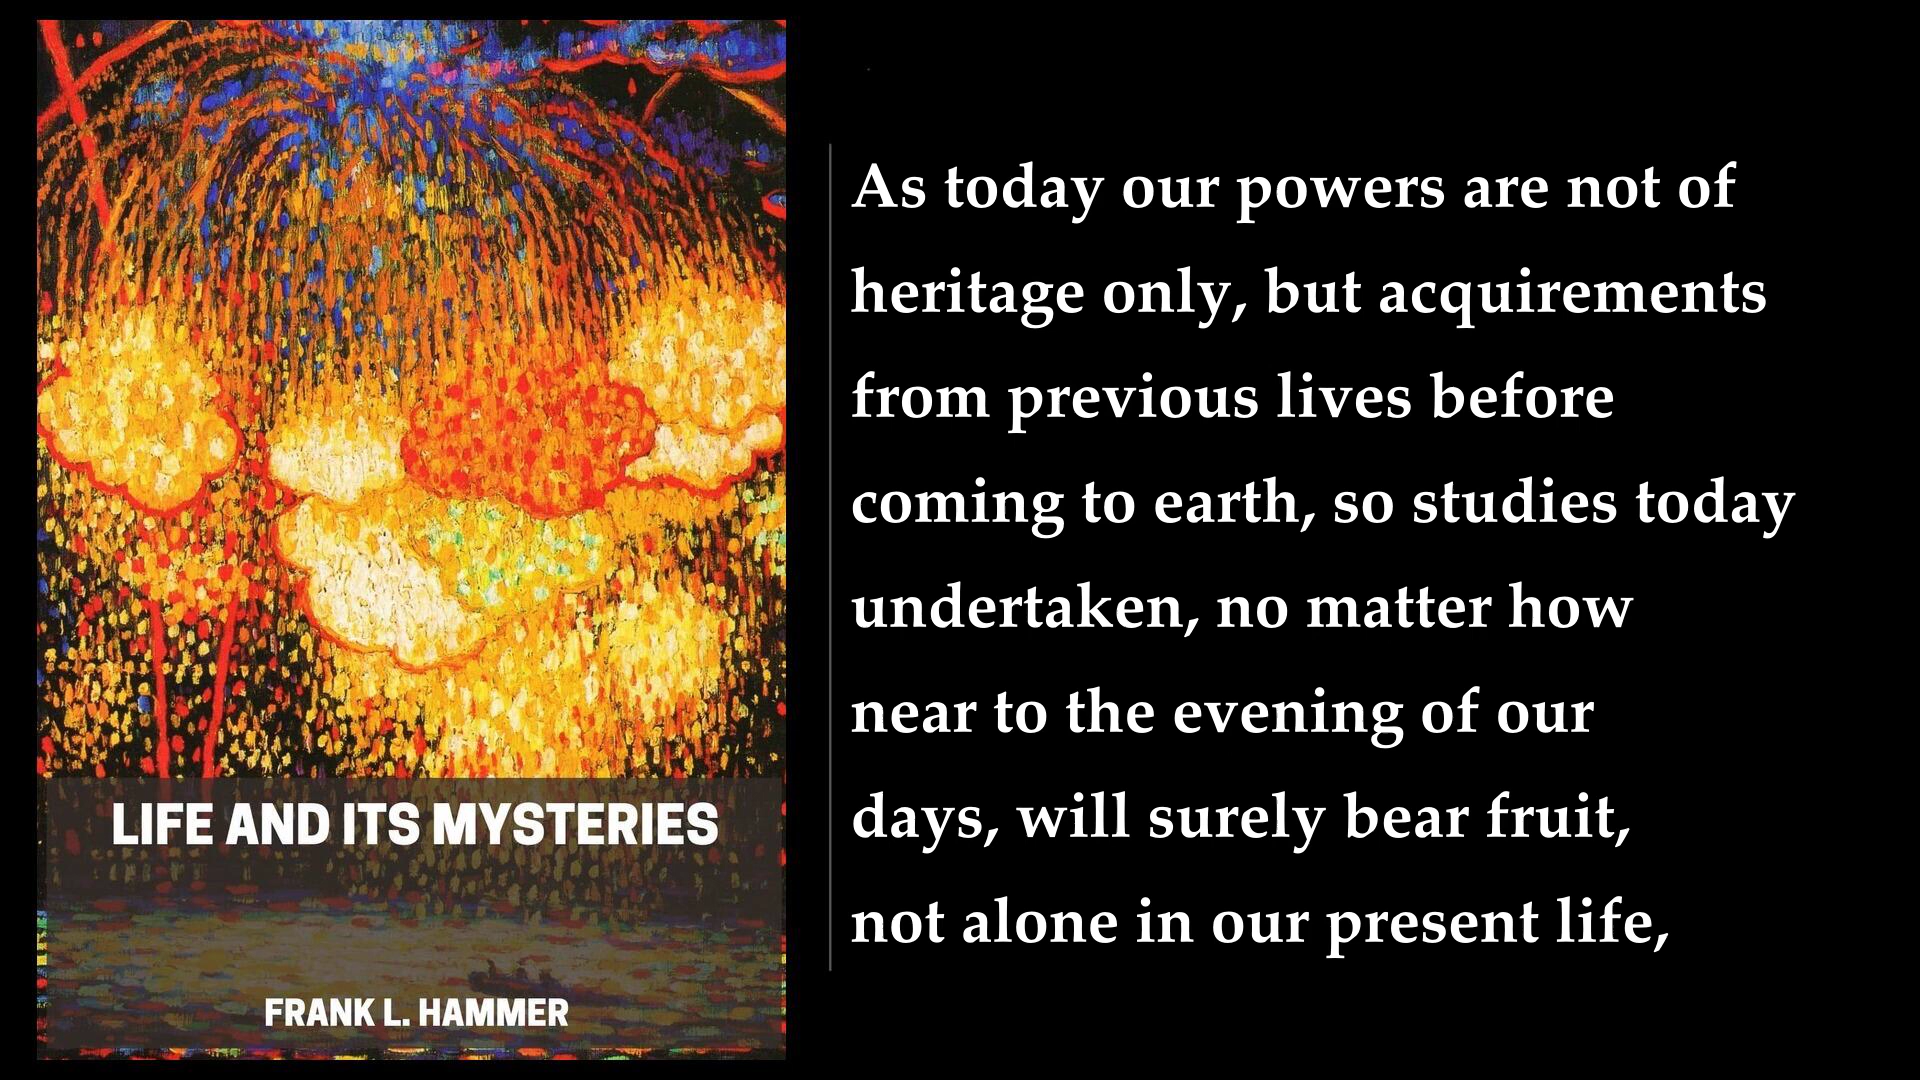 LIFE AND ITS MYSTERIES
FRANK L. HAMMER
As today our powers are not of
heritage only, but acquirements
from previous lives before
coming to earth, so studies today
undertaken, no matter how
near to the evening of our
days, will surely bear fruit,
not alone in our present life,